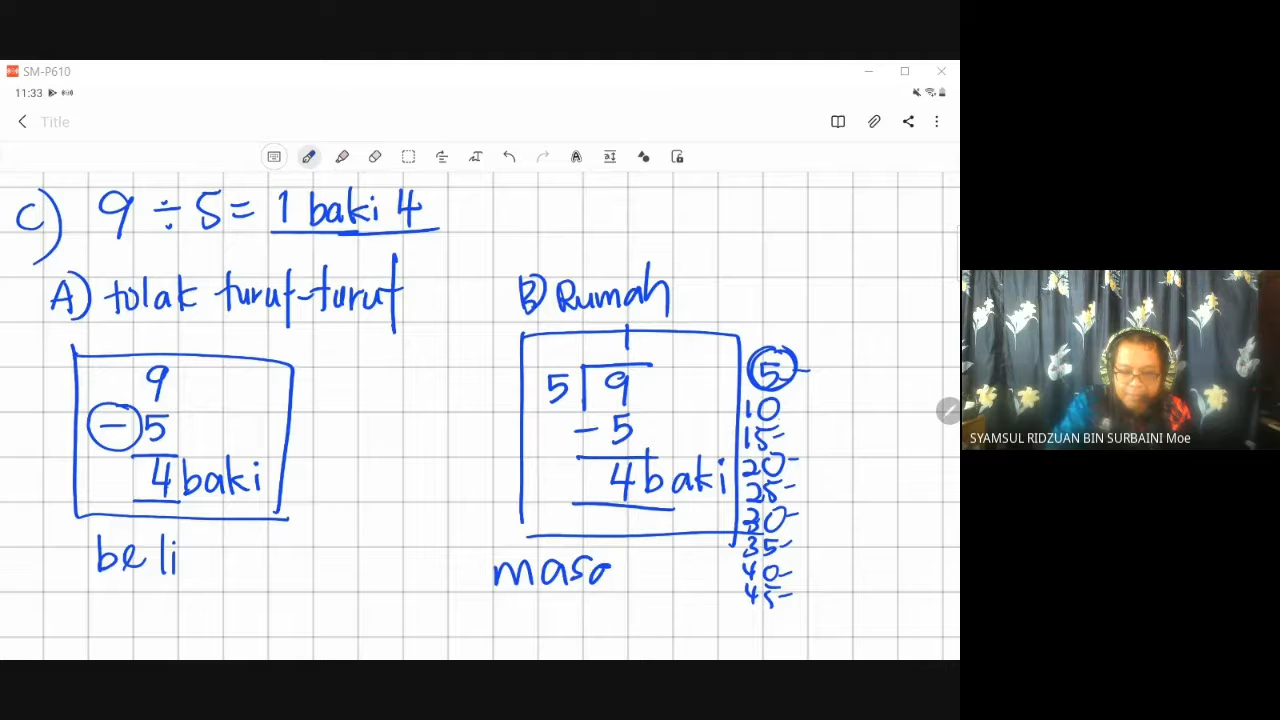 SM-P610
11:33
Title
C) 9 ÷ 5 = 1 baki 4
A) tolak turut-turut
B) Rumah
9
- 5
4 baki
beli
1
5 9
- 5
4 baki
maso
5
10
15
20
25
30
35
40
45
SYAMSUL RIDZUAN BIN SURBAINI Moe